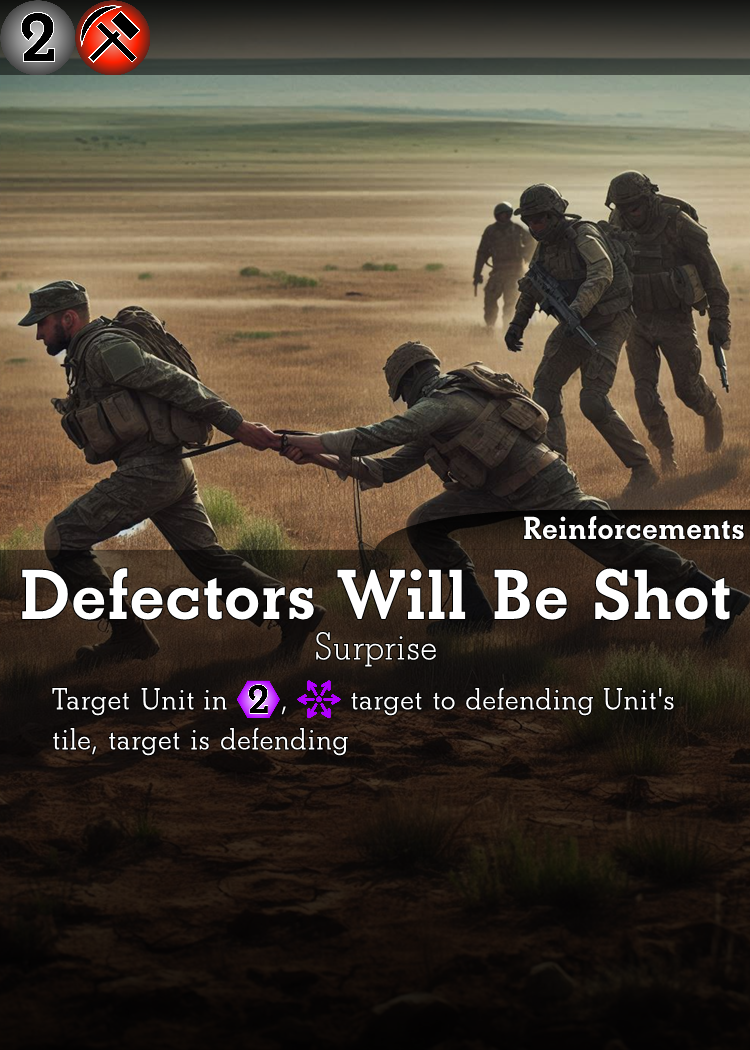 2
Reinforcements
Defectors Will Be Shot
Surprise
Target Unit in 2, target to defending Unit's
tile, target is defending